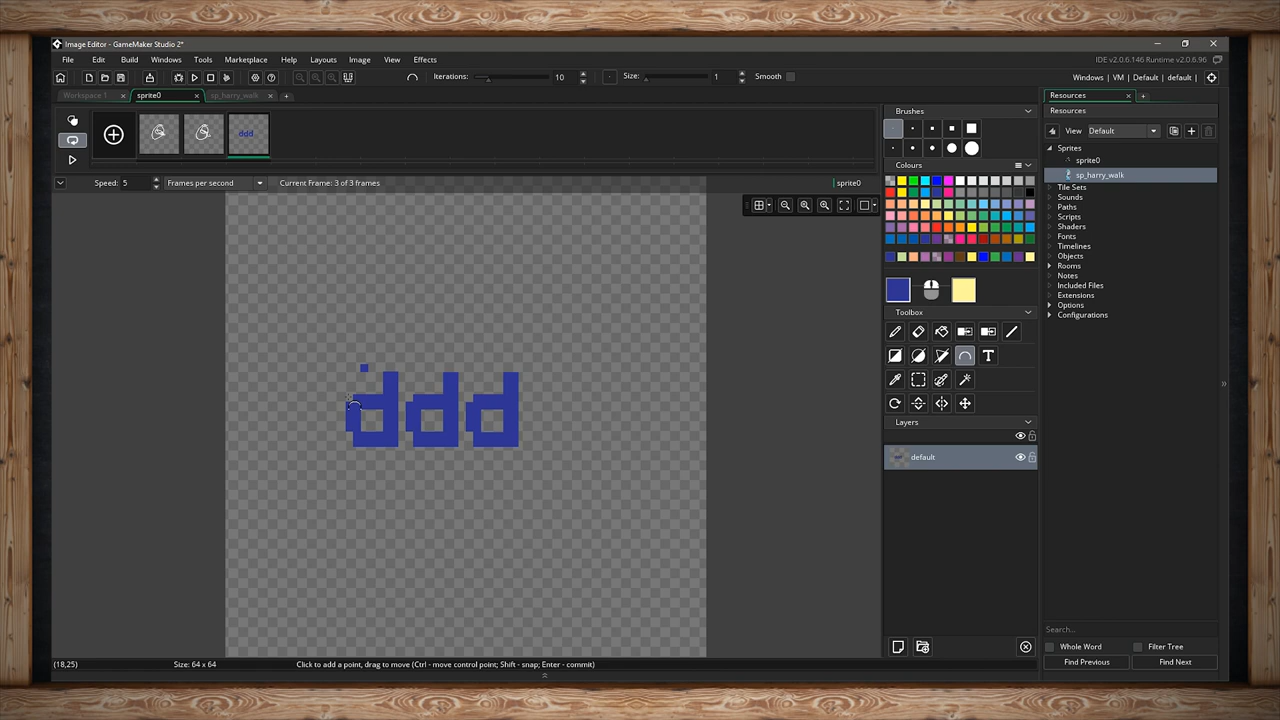 Image Editor - GameMaker Studio 2*
File Edit Build Windows Tools Marketplace Help Layouts Image View Effects
IDE v2.0.6.146 Runtime v2.0.6.96
Iterations: 10 Size: 1 Smooth
Windows | VM | Default | default |
Workspace 1 sprite0 sp_harry_walk
ddd
Speed: 5 Frames per second Current Frame: 3 of 3 frames sprite0
ddd
(18,25) Size: 64 x 64 Click to add a point, drag to move (Ctrl - move control point; Shift - snap; Enter - commit)
Brushes
Colours
Toolbox
T
Layers
default
Resources
Resources
View Default
Sprites
sprite0
sp_harry_walk
Tile Sets
Sounds
Paths
Scripts
Shaders
Fonts
Timelines
Objects
Rooms
Notes
Included Files
Extensions
Options
Configurations
Search...
Whole Word Filter Tree
Find Previous Find Next